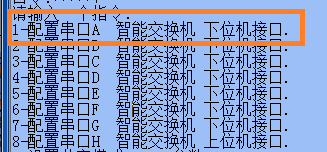 1-配置串口A 智能交换机 下位机接口.
2-配置串口B 智能交换机 下位机接口.
3-配置串口C 智能交换机 下位机接口.
4-配置串口D 智能交换机 下位机接口.
5-配置串口E 智能交换机 下位机接口.
6-配置串口F 智能交换机 下位机接口.
7-配置串口G 智能交换机 下位机接口.
8-配置串口H 智能交换机 上位机接口.